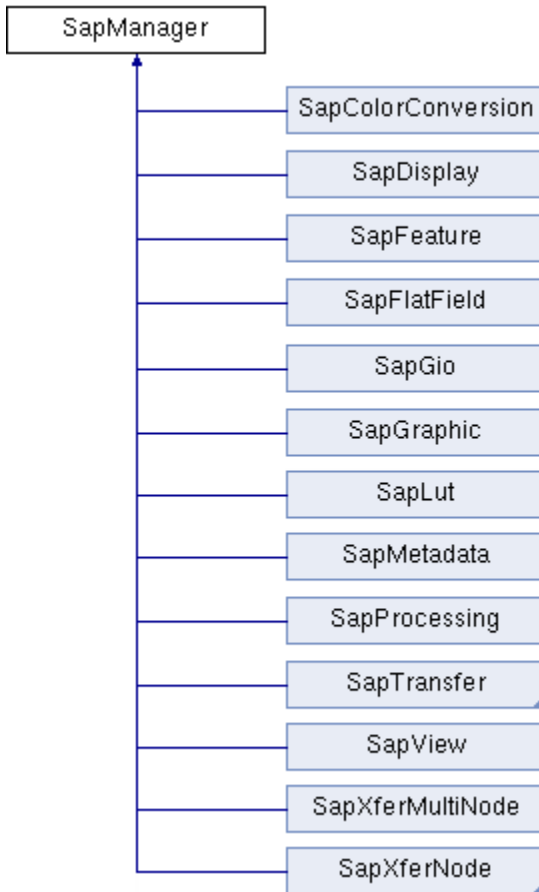 SapManager
SapColorConversion
SapDisplay
SapFeature
SapFlatField
SapGio
SapGraphic
SapLut
SapMetadata
SapProcessing
SapTransfer
SapView
SapXferMultiNode
SapXferNode